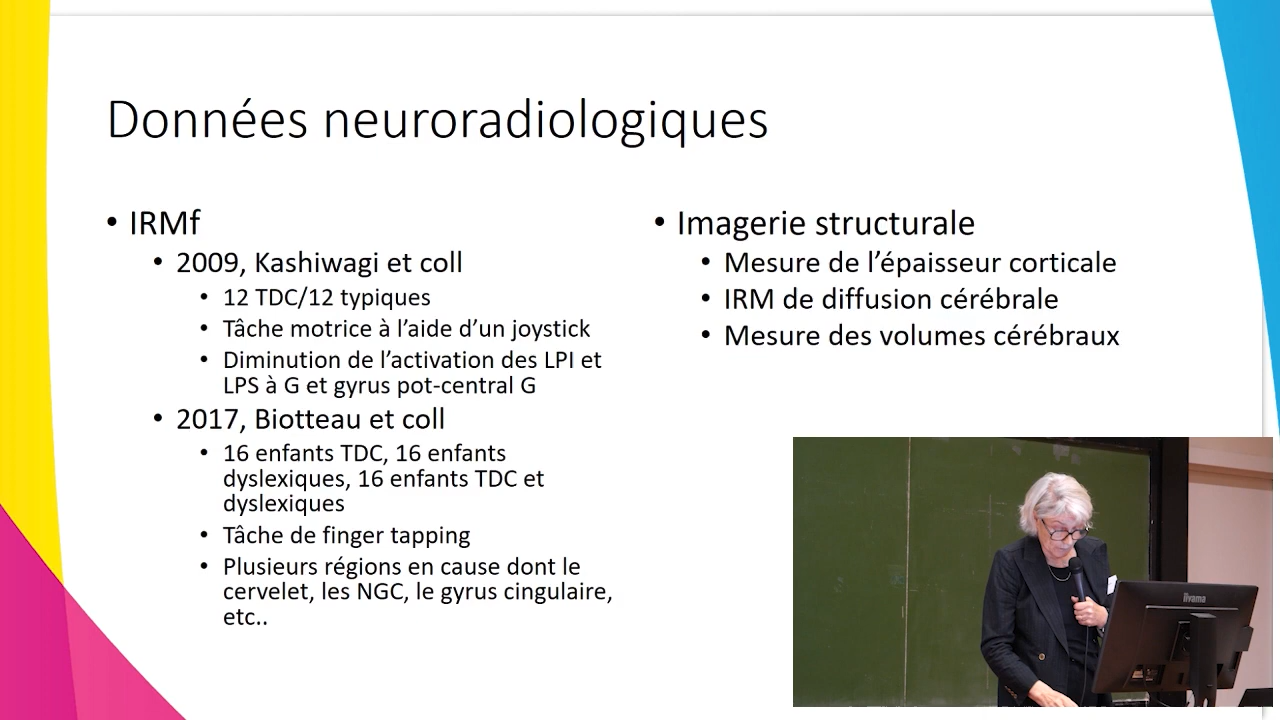 Données neuroradiologiques
• IRMf
• 2009, Kashiwagi et coll
• 12 TDC/12 typiques
• Tâche motrice à l'aide d'un joystick
• Diminution de l'activation des LPI et
LPS à G et gyrus pot-central G
• 2017, Biotteau et coll
• 16 enfants TDC, 16 enfants
dyslexiques, 16 enfants TDC et
dyslexiques
• Tâche de finger tapping
• Plusieurs régions en cause dont le
cervelet, les NGC, le gyrus cingulaire,
etc..
• Imagerie structurale
• Mesure de l'épaisseur corticale
• IRM de diffusion cérébrale
• Mesure des volumes cérébraux
iiyama